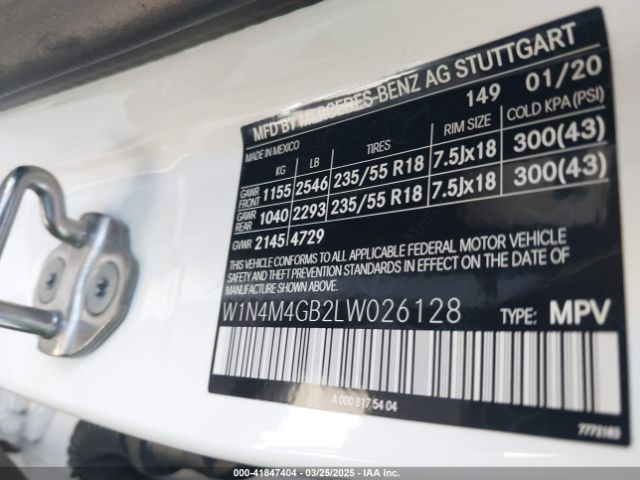 MFD BY MERCEDES-BENZ AG STUTTGART
MADE IN MEXICO 149 01/20
KG LB TIRES RIM SIZE COLD KPA (PSI)
GAWR FRONT 1155 2546 235/55 R18 7.5Jx18 300(43)
GAWR REAR 1040 2293 235/55 R18 7.5Jx18 300(43)
GVWR 2145 4729
THIS VEHICLE CONFORMS TO ALL APPLICABLE FEDERAL MOTOR VEHICLE
SAFETY AND THEFT PREVENTION STANDARDS IN EFFECT ON THE DATE OF
MANUFACTURE SHOWN ABOVE.
W1N4M4GB2LW026128 TYPE: MPV
A 000 817 54 04
7772183
000-41847404 / 03/25/2025 - IAA Inc.